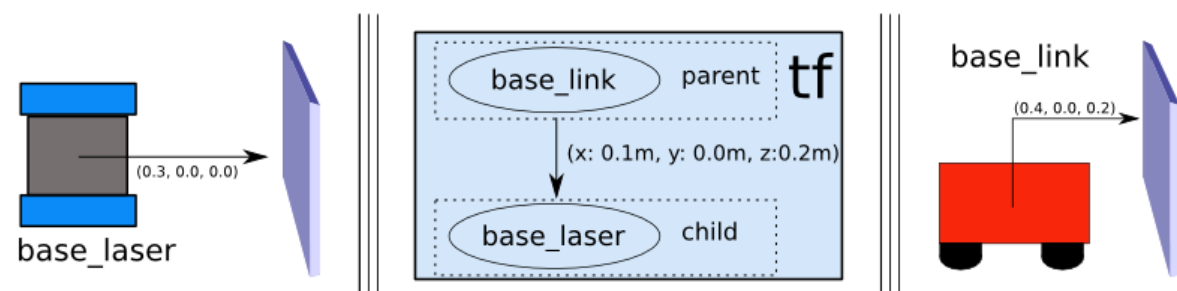 (0.3, 0.0, 0.0)
base_laser
base_link
parent
tf
(x: 0.1m, y: 0.0m, z:0.2m)
base_laser
child
base_link
(0.4, 0.0, 0.2)